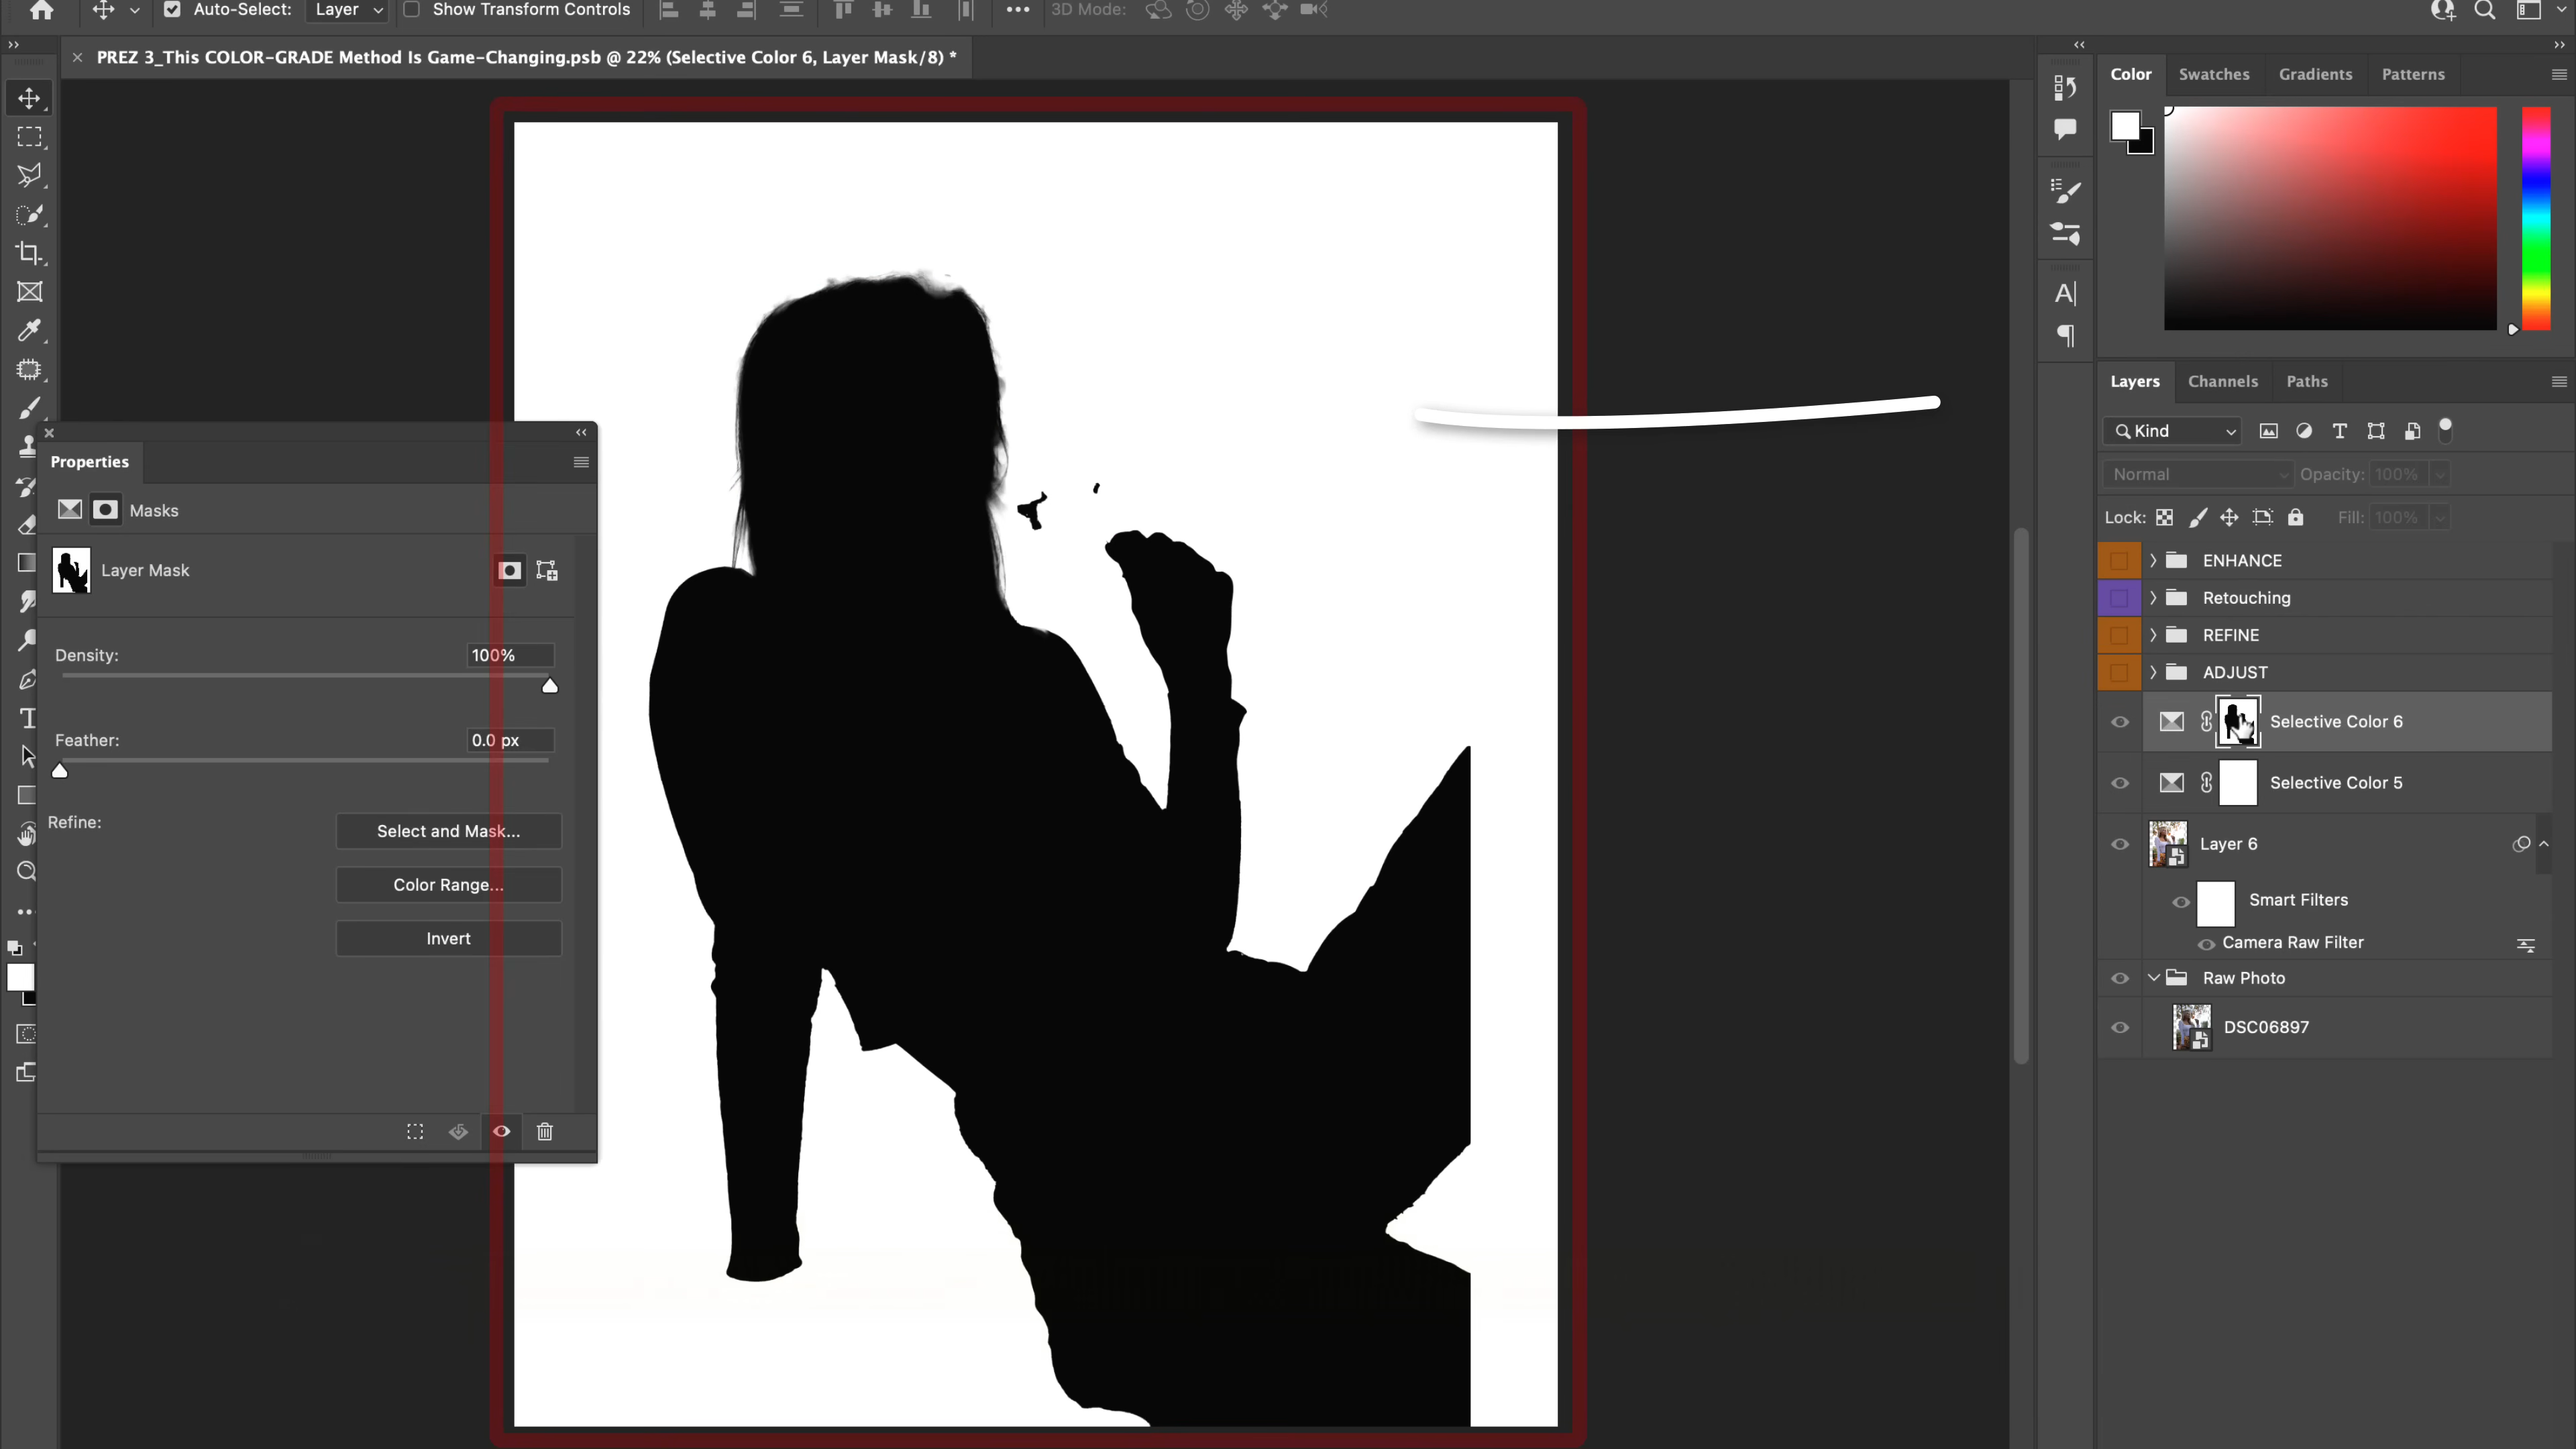 Auto-Select: Layer Show Transform Controls 3D Mode:
PREZ 3_This COLOR-GRADE Method Is Game-Changing.psb @ 22% (Selective Color 6, Layer Mask/8) *
Color Swatches Gradients Patterns
Properties
Masks
Layer Mask
Density: 100%
Feather: 0.0 px
Refine:
Select and Mask...
Color Range...
Invert
Layers Channels Paths
Kind
Normal Opacity: 100%
Lock: Fill: 100%
ENHANCE
Retouching
REFINE
ADJUST
Selective Color 6
Selective Color 5
Layer 6
Smart Filters
Camera Raw Filter
Raw Photo
DSC06897